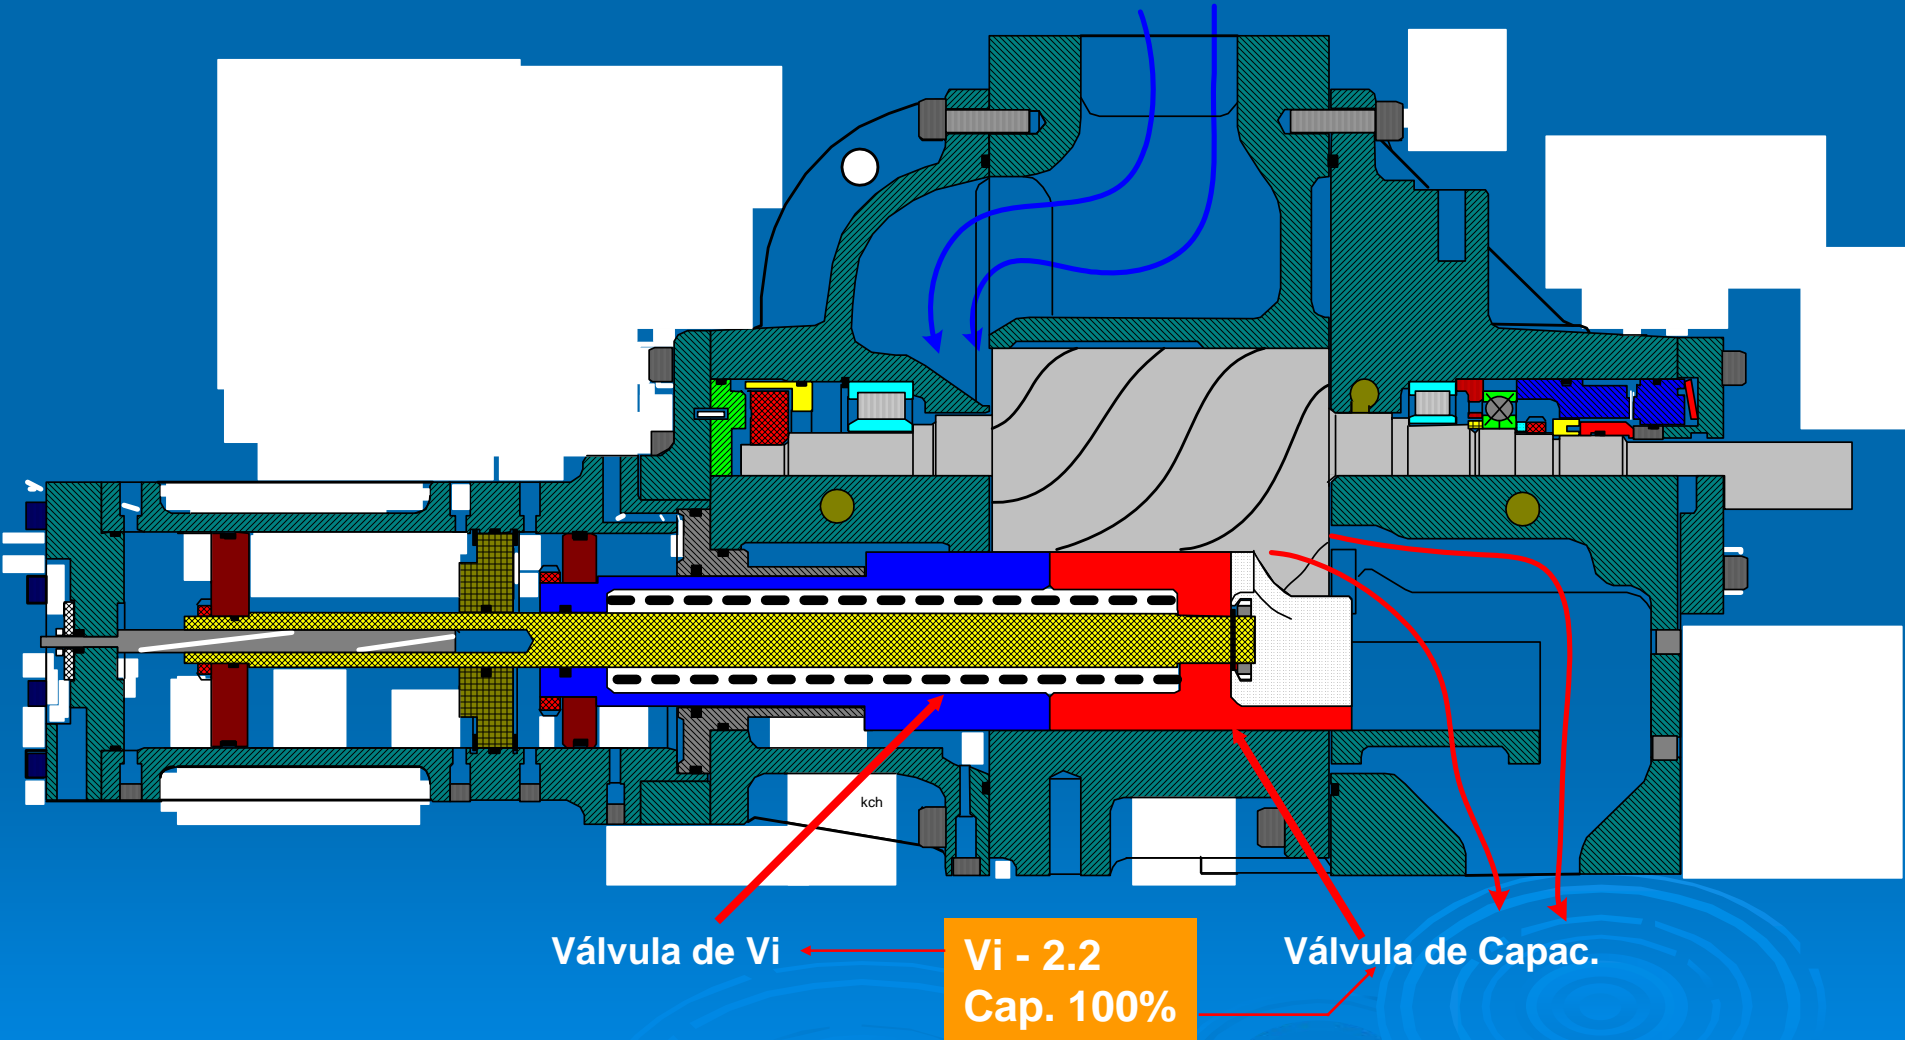 kch
Válvula de Vi
Vi - 2.2
Cap. 100%
Válvula de Capac.